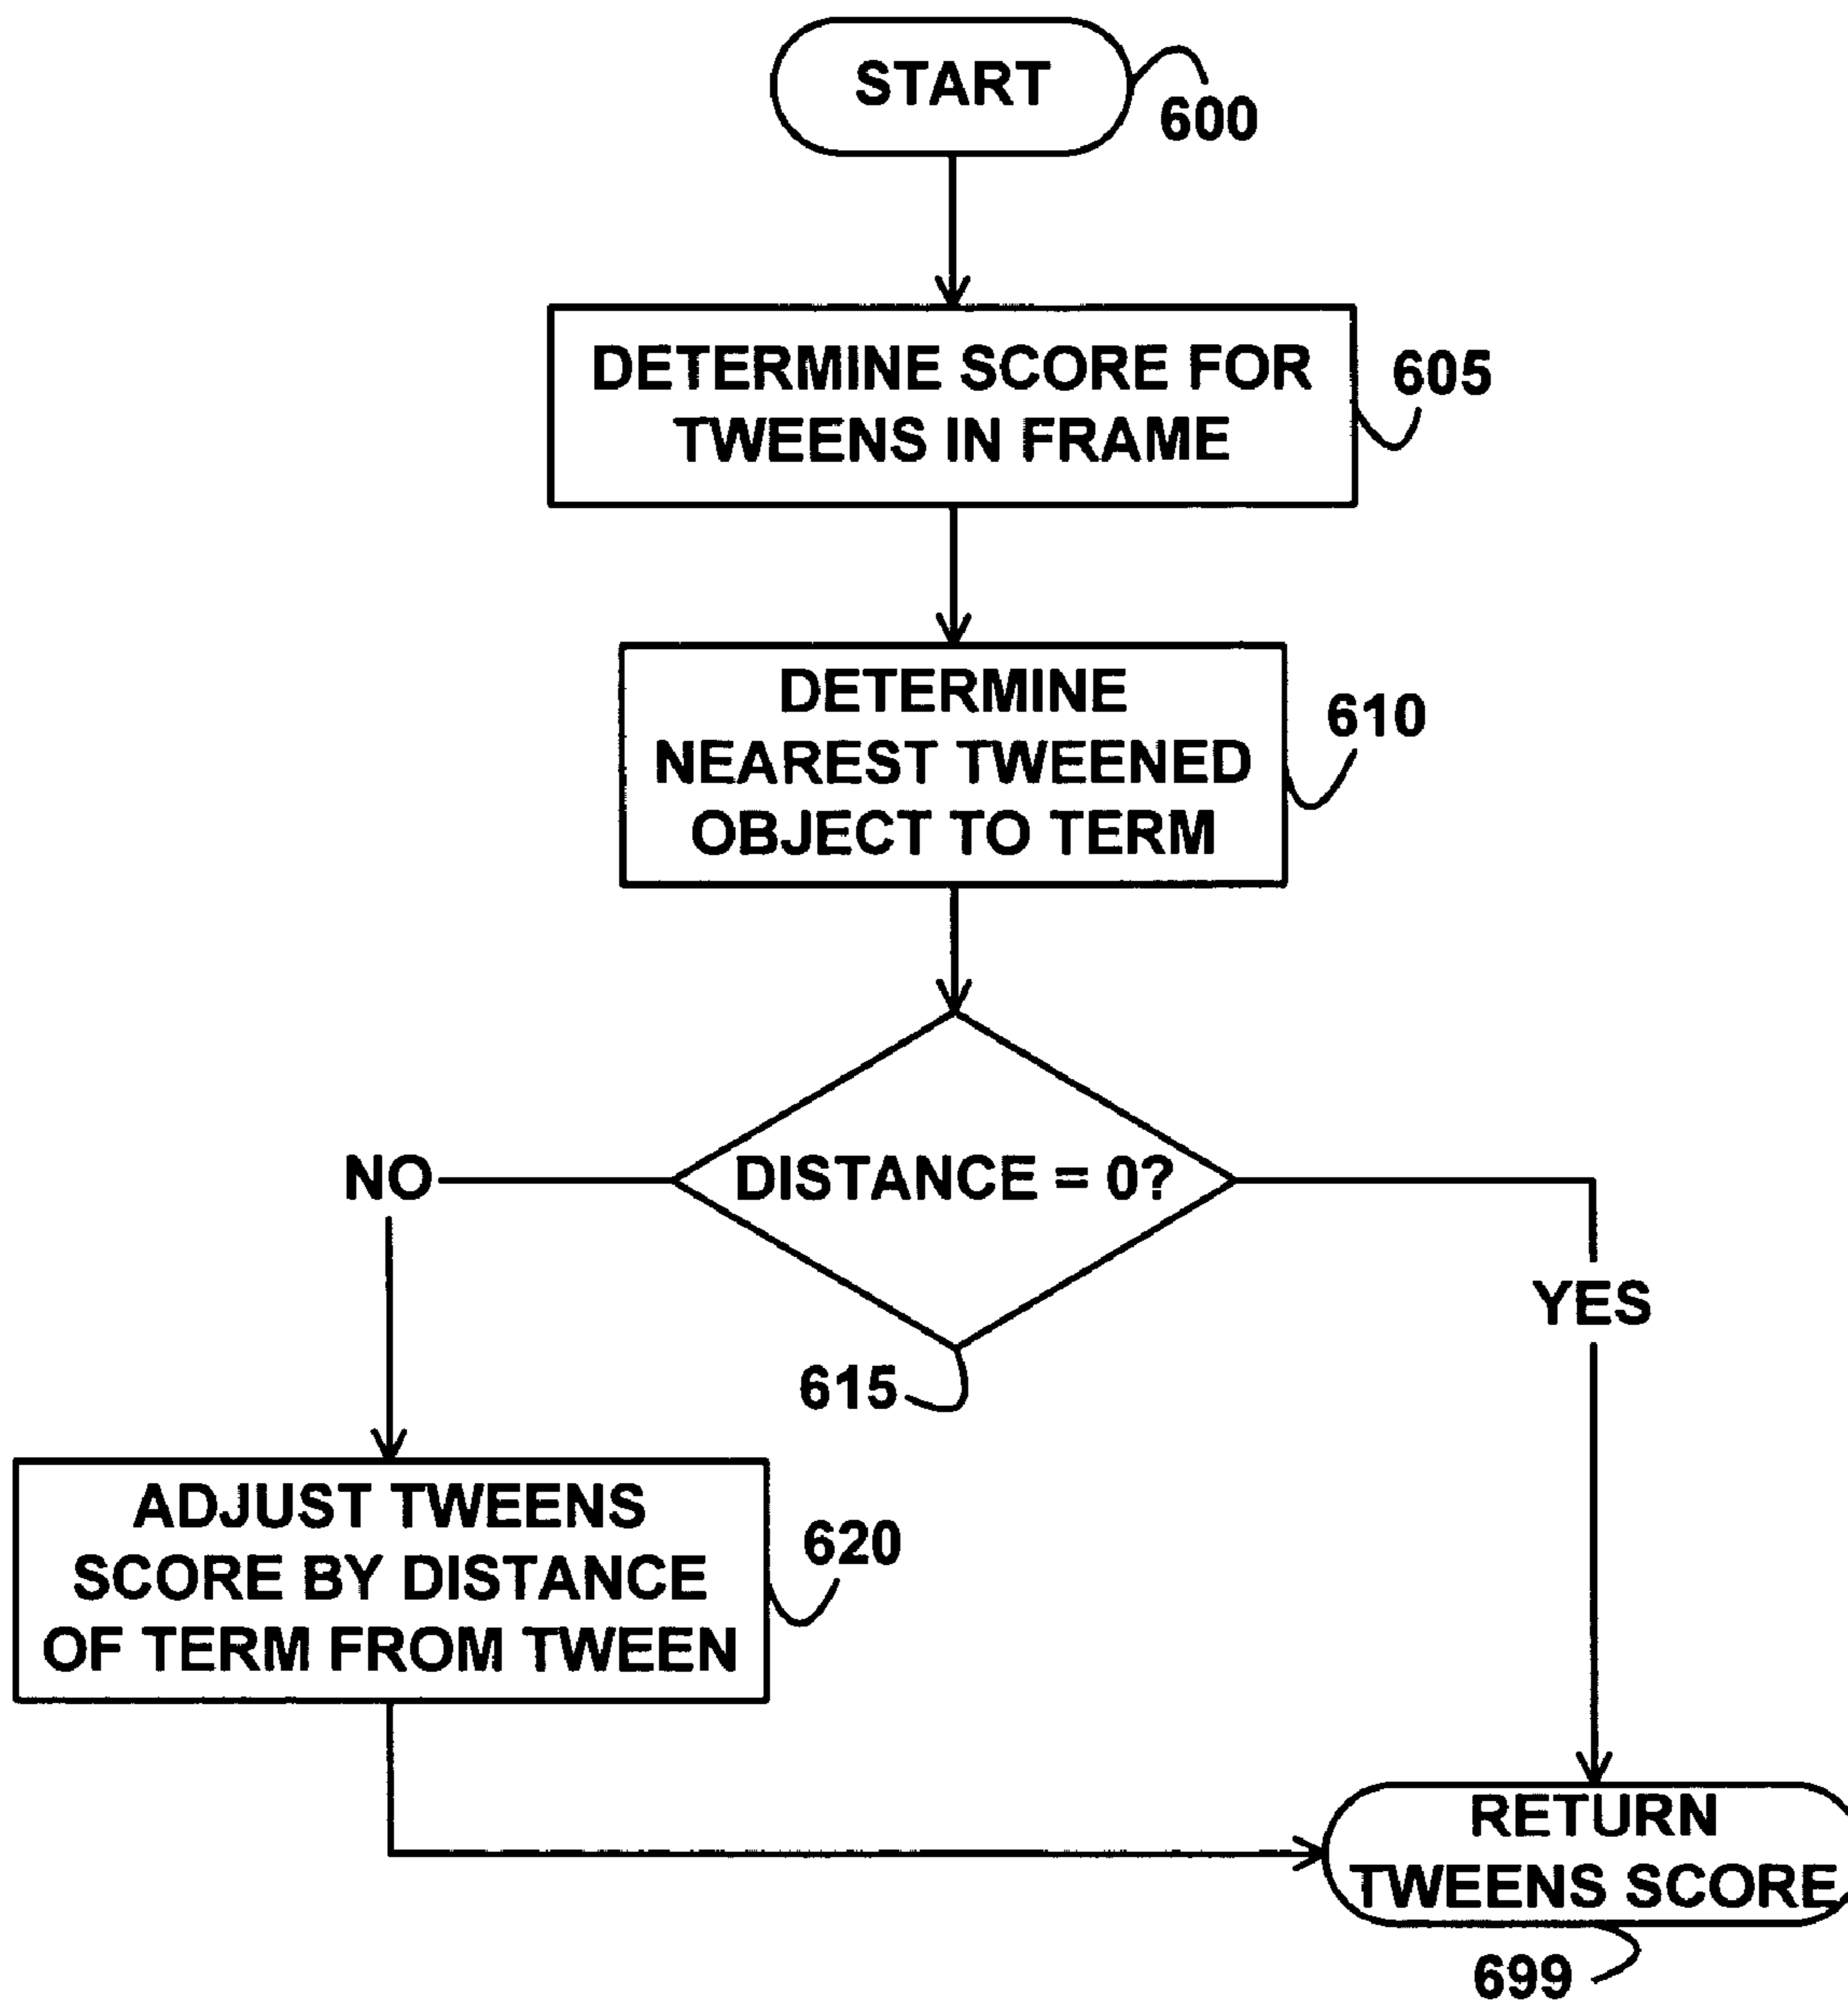 START
600
DETERMINE SCORE FOR
TWEENS IN FRAME
605
DETERMINE
NEAREST TWEENED
OBJECT TO TERM
610
DISTANCE = 0?
NO
YES
615
ADJUST TWEENS
SCORE BY DISTANCE
OF TERM FROM TWEEN
620
RETURN
TWEENS SCORE
699